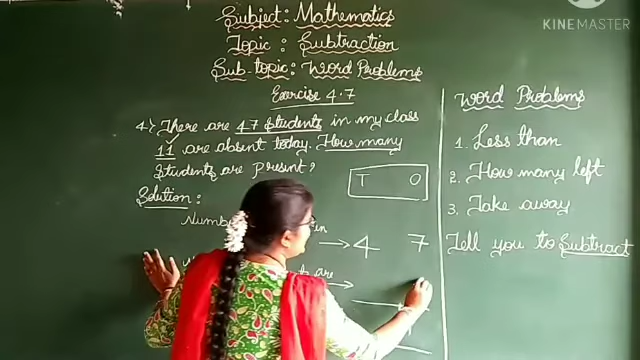 KINEMASTER
Subject: Mathematics
Topic: Subtraction
Sub-topic: Word Problems
Exercise 4.7
4) There are 47 students in my class
11 are absent today. How many
students are present?
Solution:
T O
in
→ 4 7
are
→
Word Problems
1. Less than
2. How many left
3. Take away
Tell you to Subtract